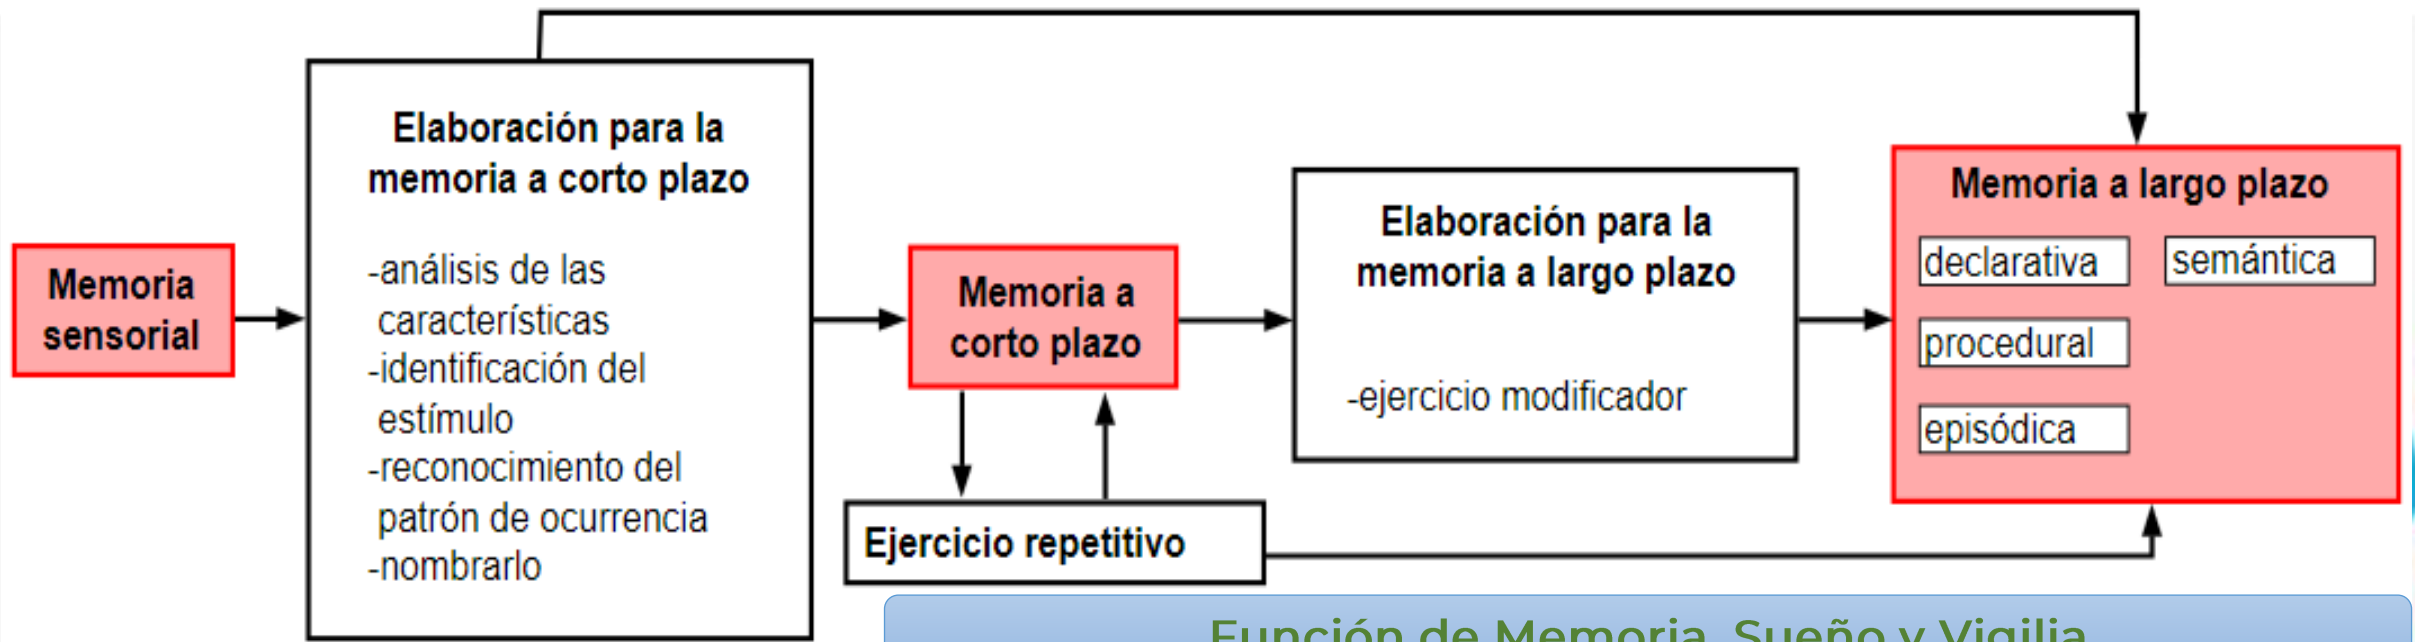 Memoria
sensorial
Elaboración para la
memoria a corto plazo
-análisis de las
características
-identificación del
estímulo
-reconocimiento del
patrón de ocurrencia
-nombrarlo
Memoria a
corto plazo
Ejercicio repetitivo
Elaboración para la
memoria a largo plazo
-ejercicio modificador
Memoria a largo plazo
declarativa
semántica
procedural
episódica
Función de Memoria, Sueño y Vigilia